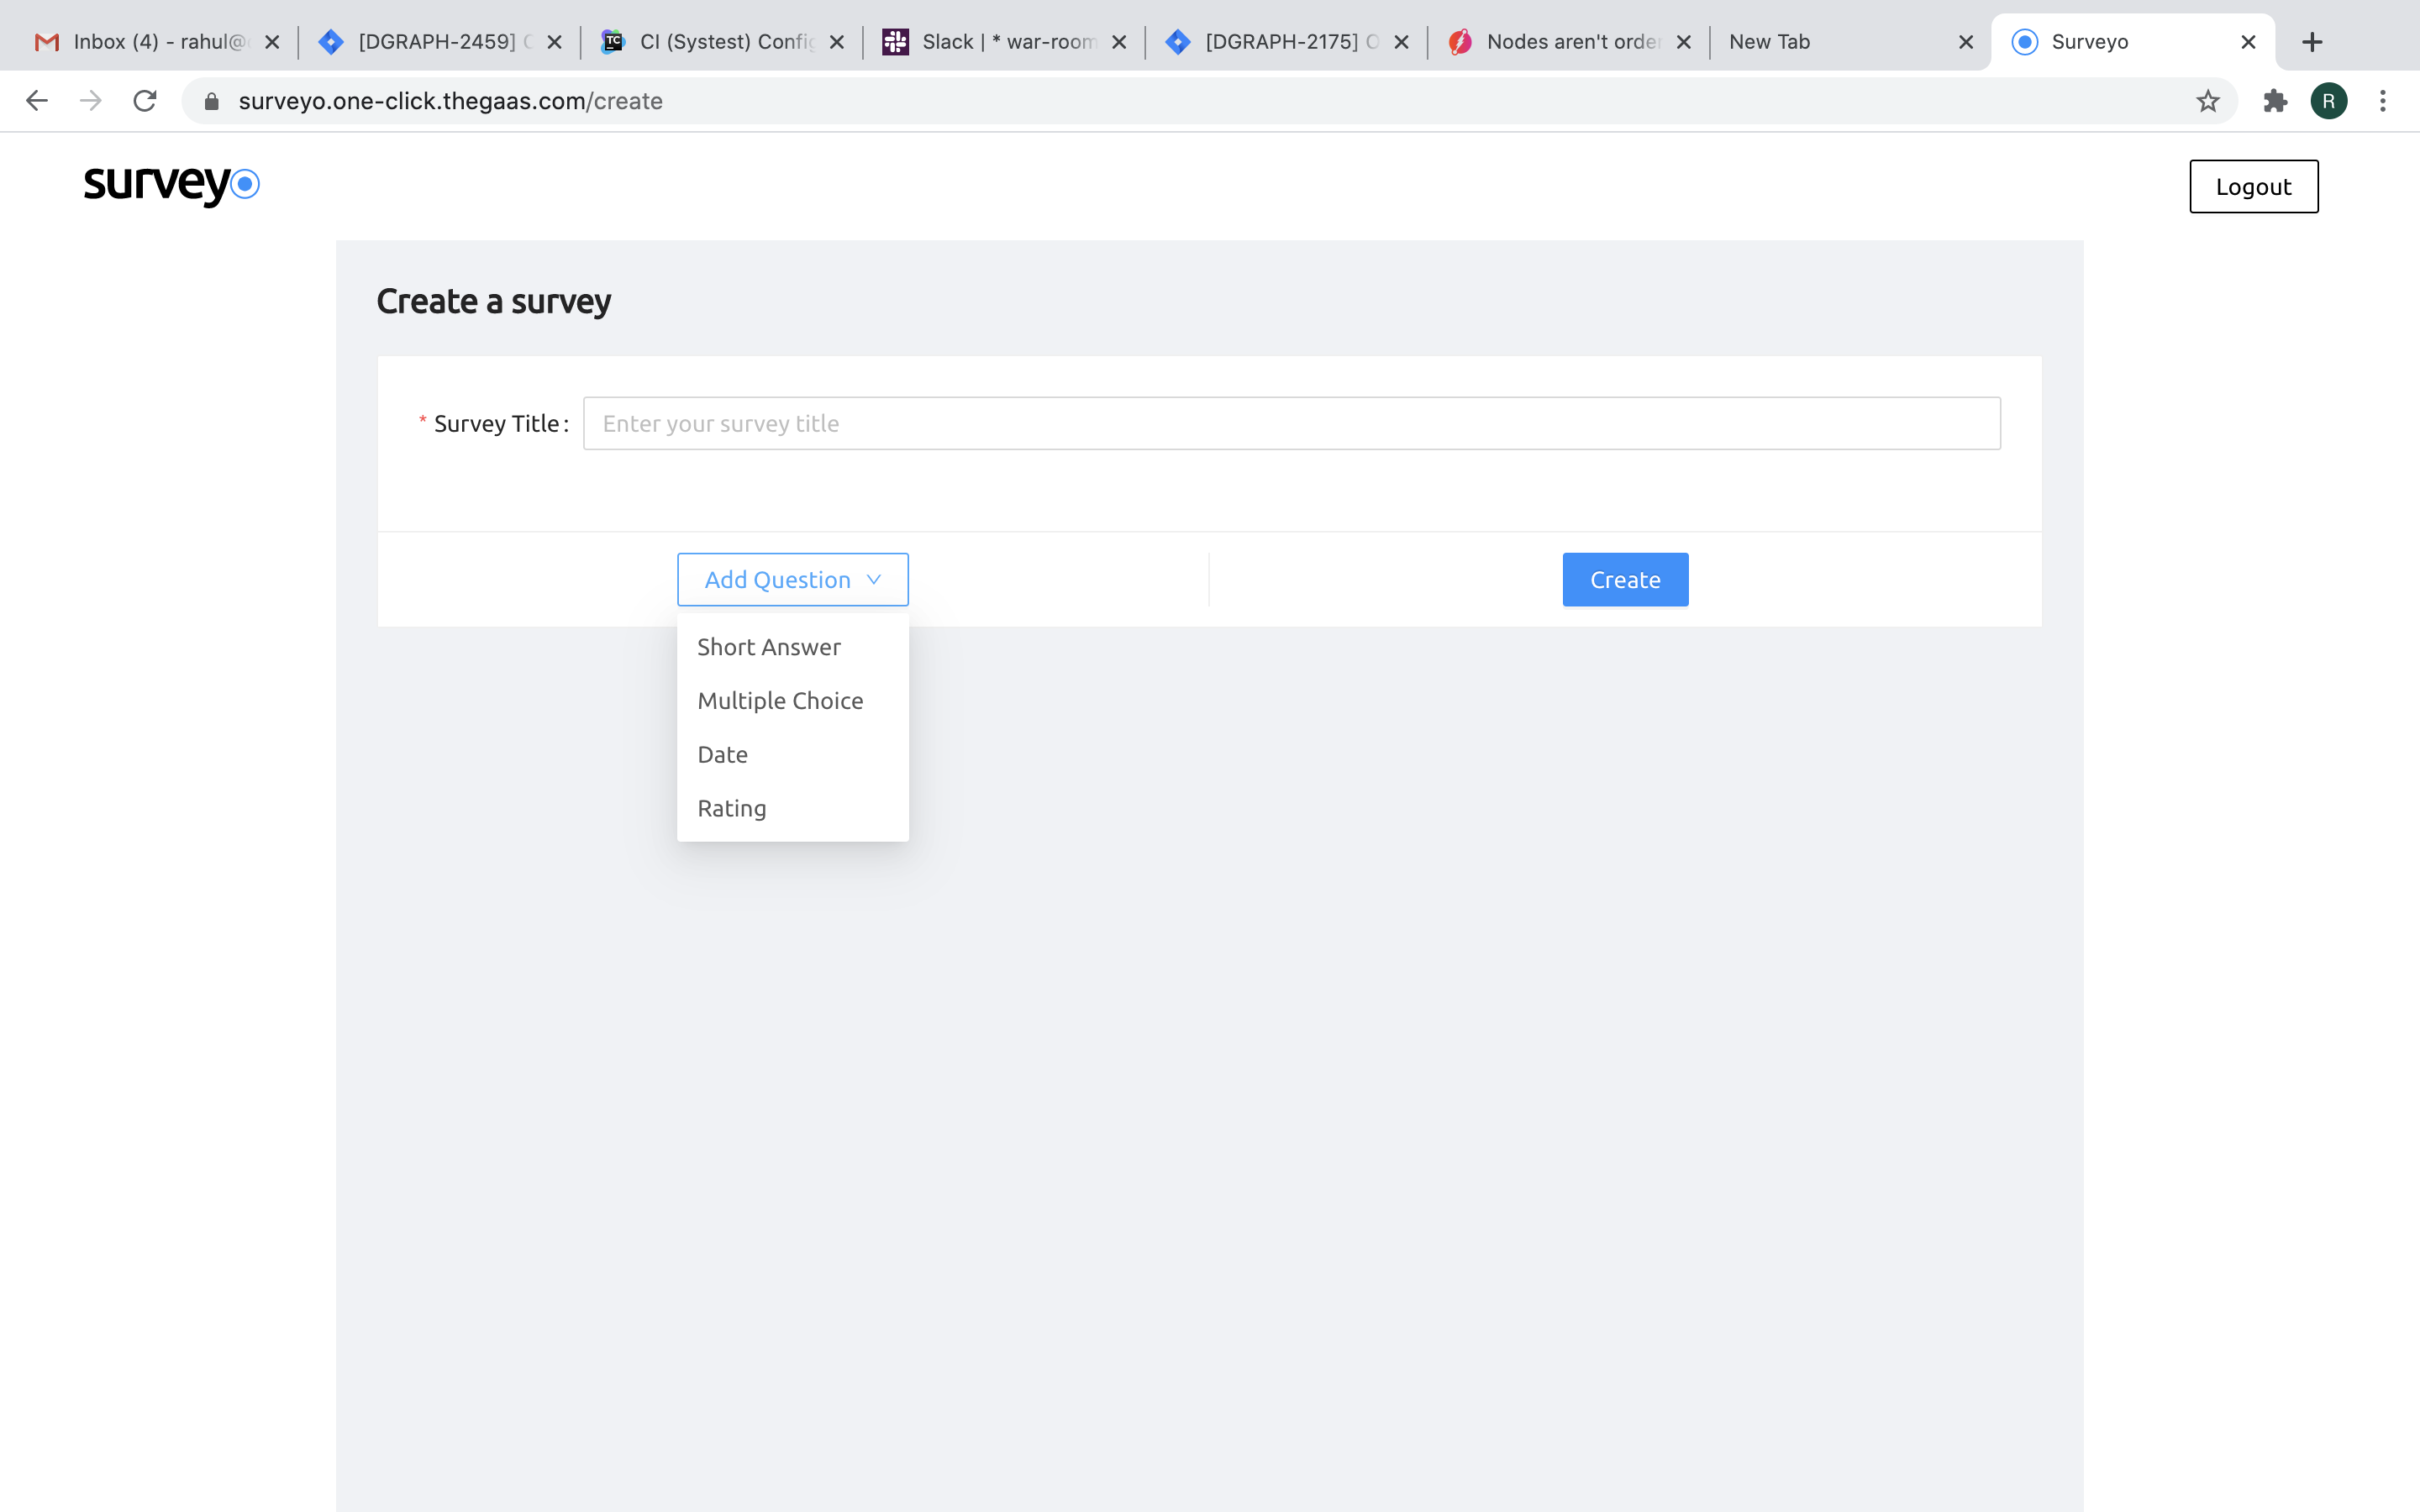 Inbox (4) - rahul@
[DGRAPH-2459]
CI (Systest) Config
Slack | * war-room
[DGRAPH-2175]
Nodes aren't order
New Tab
Surveyo
surveyo.one-click.thegaas.com/create
R
surveyo
Logout
Create a survey
* Survey Title :
Enter your survey title
Add Question
Create
Short Answer
Multiple Choice
Date
Rating